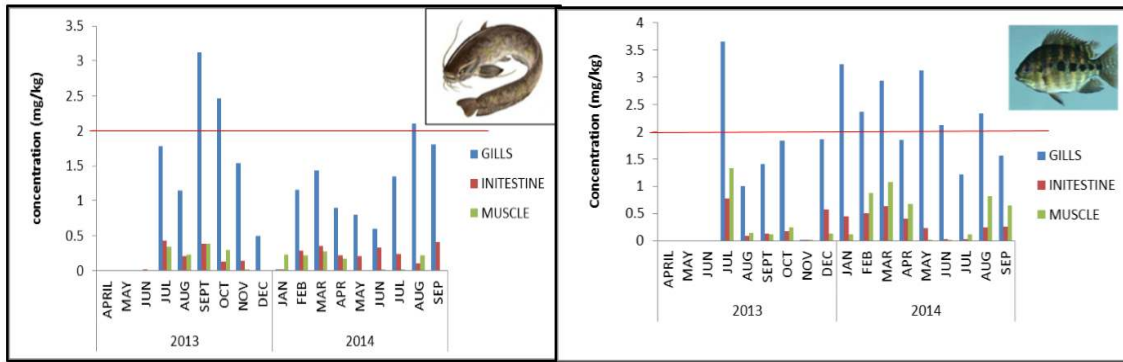 3.5
3
2.5
2
1.5
1
0.5
0
concentration (mg/kg)
GILLS
INITESTINE
MUSCLE
APRIL
MAY
JUN
JUL
AUG
SEPT
OCT
NOV
DEC
JAN
FEB
MAR
APR
MAY
JUN
JUL
AUG
SEP
2013
2014
4
3.5
3
2.5
2
1.5
1
0.5
0
Concentration (mg/kg)
GILLS
INITESTINE
MUSCLE
APRIL
MAY
JUN
JUL
AUG
SEPT
OCT
NOV
DEC
JAN
FEB
MAR
APR
MAY
JUN
JUL
AUG
SEP
2013
2014